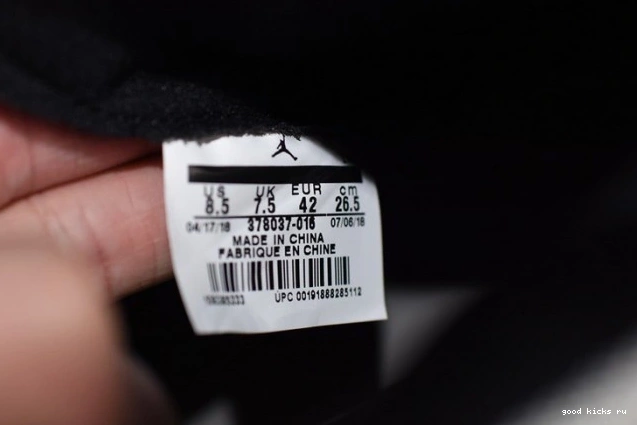 US UK EUR cm
8.5 7.5 42 26.5
04/17/18 378037-016 07/06/18
MADE IN CHINA
FABRIQUE EN CHINE
UPC 00191888285112
good kicks ru